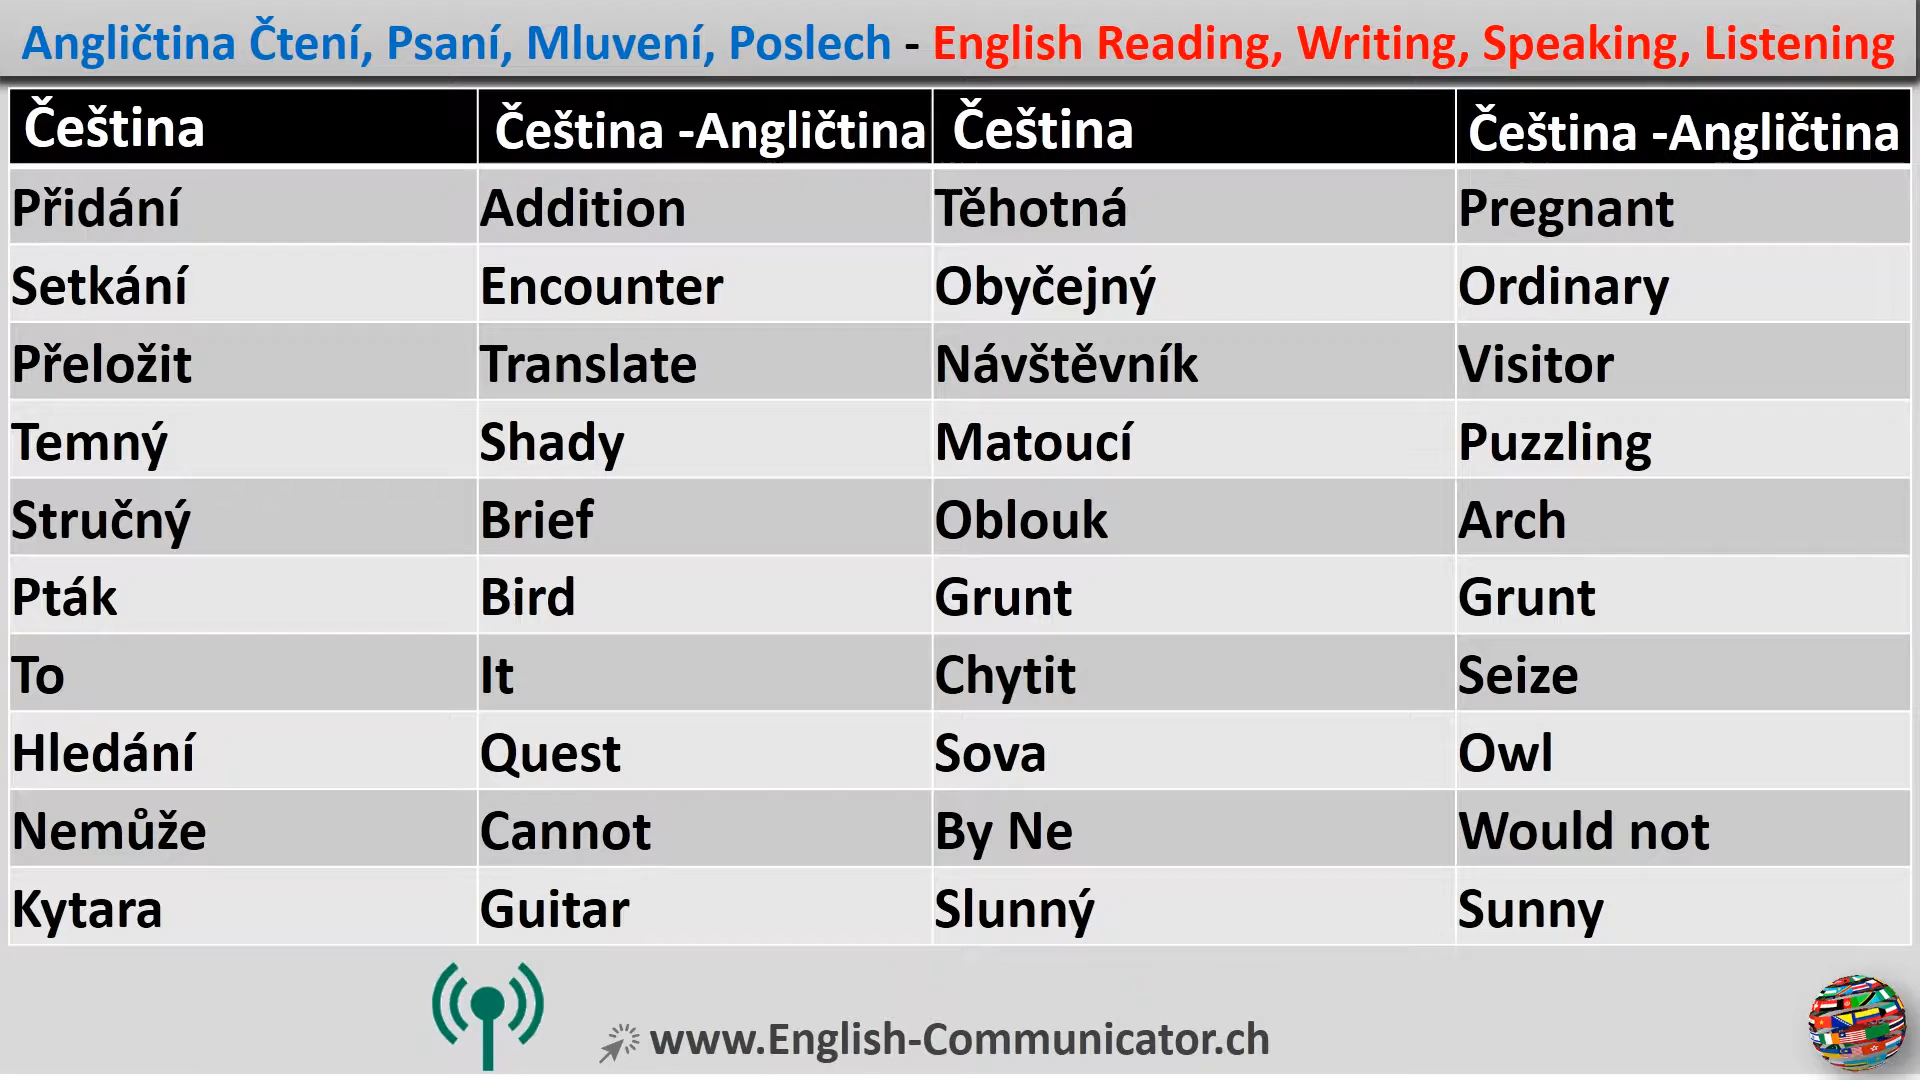 Angličtina Čtení, Psaní, Mluvení, Poslech - English Reading, Writing, Speaking, Listening
Čeština Čeština -Angličtina Čeština Čeština -Angličtina
Přidání Addition Těhotná Pregnant
Setkání Encounter Obyčejný Ordinary
Přeložit Translate Návštěvník Visitor
Temný Shady Matoucí Puzzling
Stručný Brief Oblouk Arch
Pták Bird Grunt Grunt
To It Chytit Seize
Hledání Quest Sova Owl
Nemůže Cannot By Ne Would not
Kytara Guitar Slunný Sunny
www.English-Communicator.ch